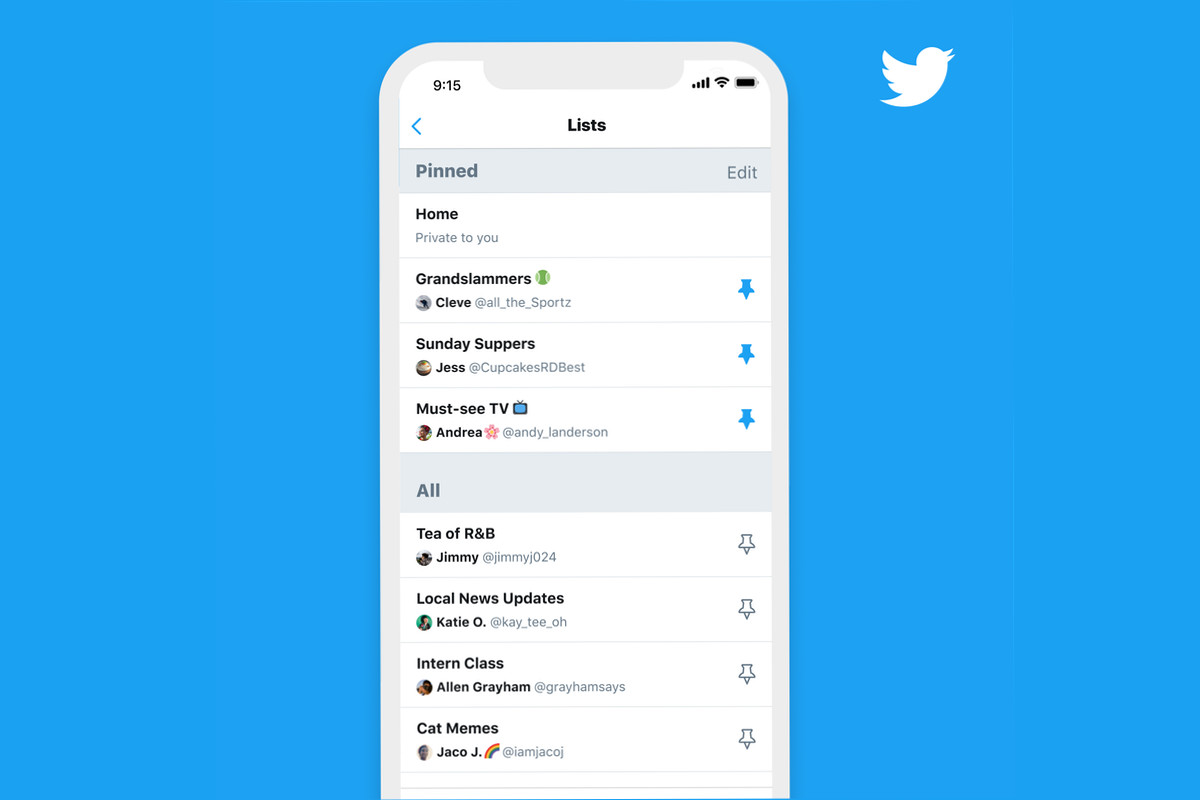 9:15
Lists
Pinned
Edit
Home
Private to you
Grandslammers🎾
Cleve @all_the_Sportz
Sunday Suppers
Jess @CupcakesRDBest
Must-see TV📺
Andrea🌸 @andy_landerson
All
Tea of R&B
Jimmy @jimmyj024
Local News Updates
Katie O. @kay_tee_oh
Intern Class
Allen Grayham @grayhamsays
Cat Memes
Jaco J.🌈 @iamjacoj